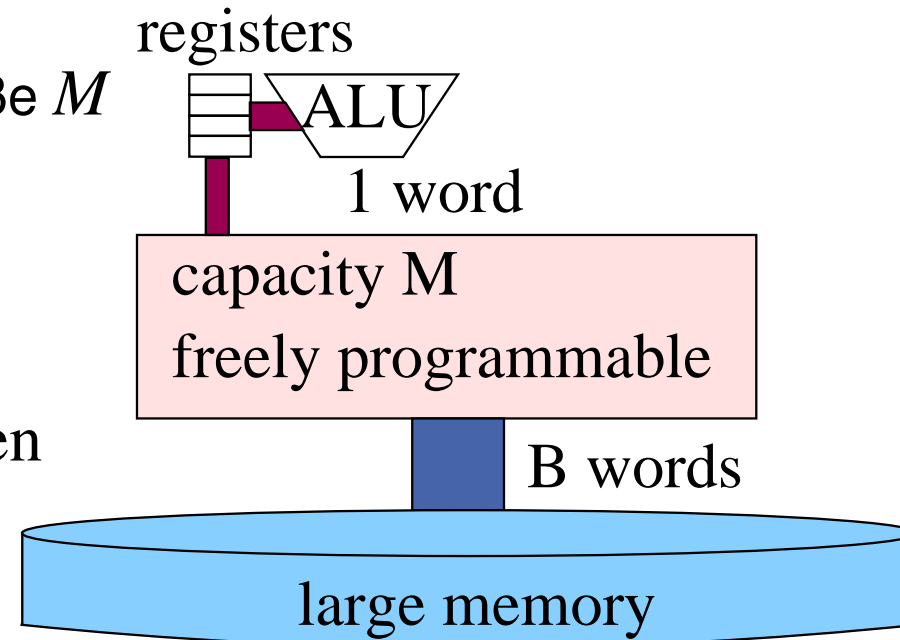 registers
M
ALU
1 word
capacity M
freely programmable
B words
large memory